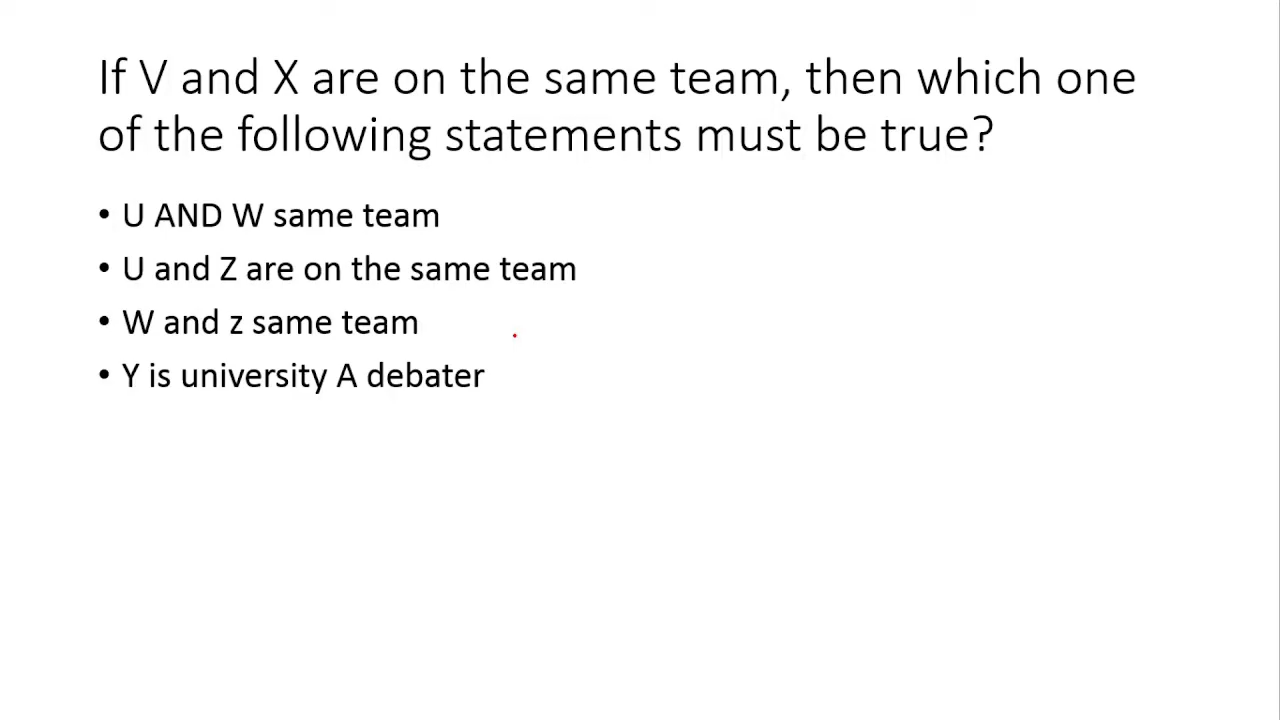 If V and X are on the same team, then which one
of the following statements must be true?
• U AND W same team
• U and Z are on the same team
• W and z same team
• Y is university A debater